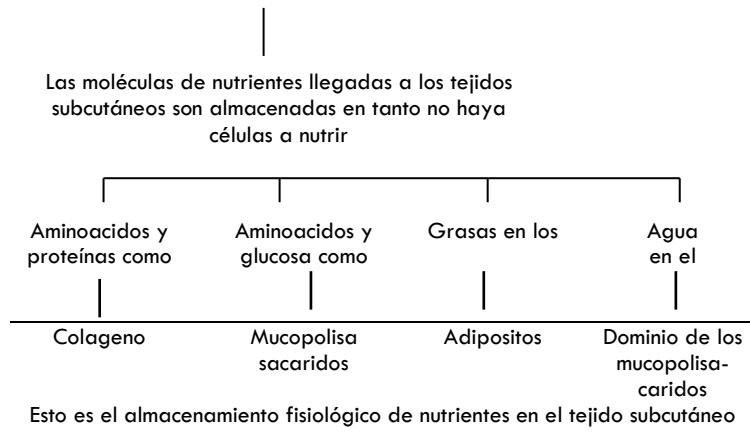 Las moléculas de nutrientes llegadas a los tejidos
subcutáneos son almacenadas en tanto no haya
células a nutrir
Aminoacidos y
proteínas como
Aminoacidos y
glucosa como
Grasas en los
Agua
en el
Colageno
Mucopolisa
sacaridos
Adipositos
Dominio de los
mucopolisa-
caridos
Esto es el almacenamiento fisiológico de nutrientes en el tejido subcutáneo